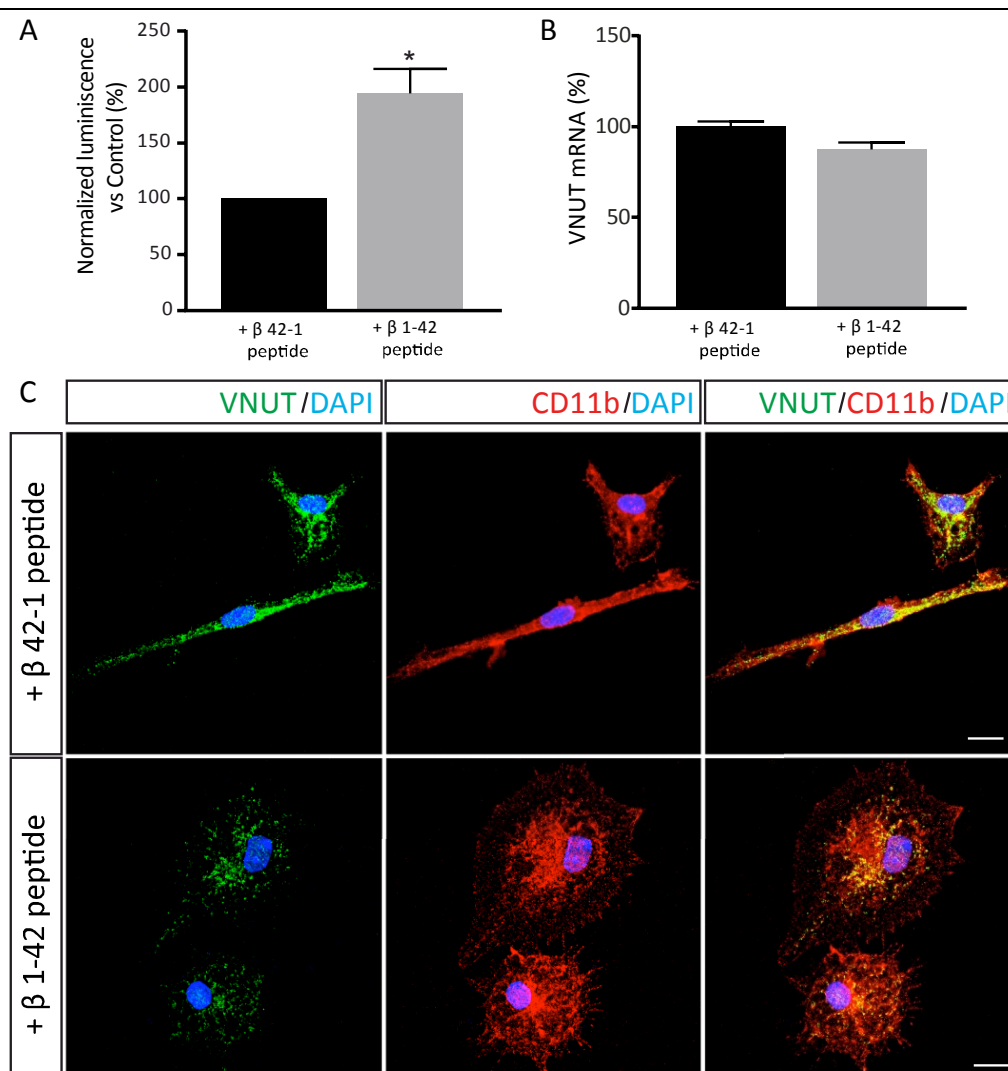 A
Normalized luminiscence
vs Control (%)
250
200
150
100
50
0
*
+ β 42-1
peptide
+ β 1-42
peptide
B
VNUT mRNA (%)
150
100
50
0
+ β 42-1
peptide
+ β 1-42
peptide
C
VNUT/DAPI
CD11b/DAPI
VNUT/CD11b/DAPI
+ β 42-1 peptide
+ β 1-42 peptide